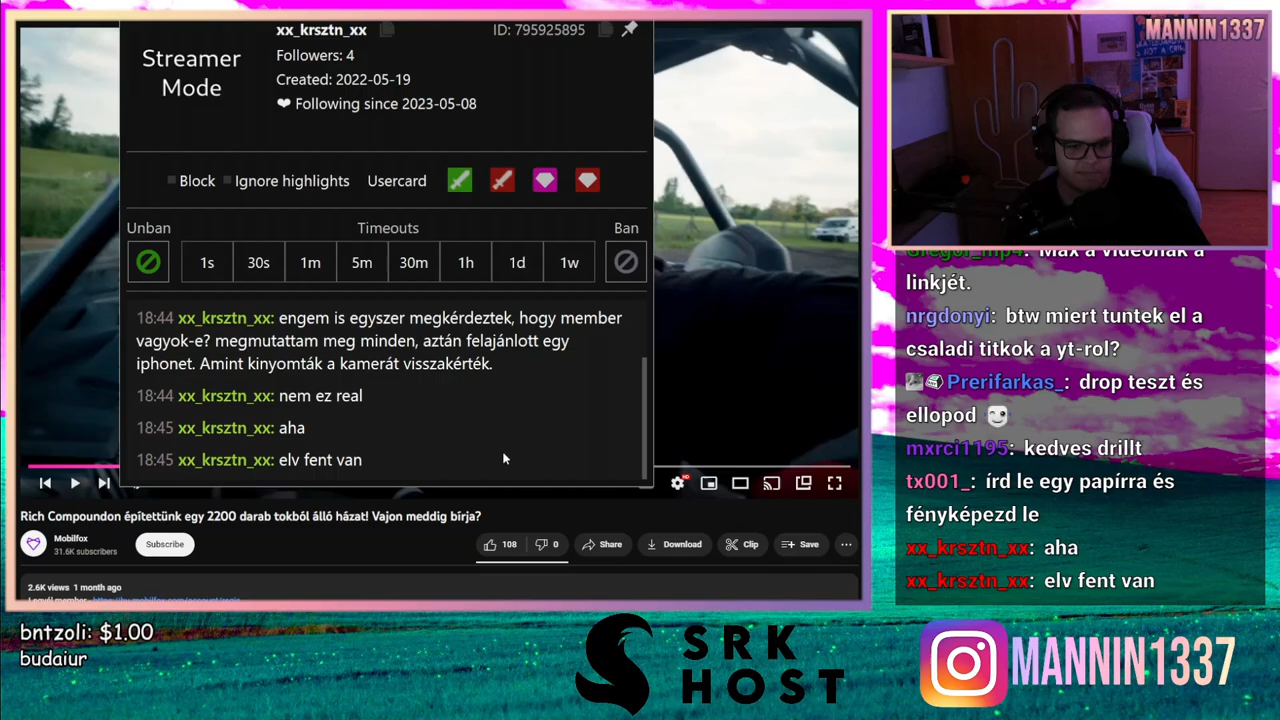 xx_krsztn_xx
ID: 795925895
Streamer
Mode
Followers: 4
Created: 2022-05-19
❤ Following since 2023-05-08
Block
Ignore highlights
Usercard
Unban
Timeouts
Ban
1s
30s
1m
5m
30m
1h
1d
1w
18:44 xx_krsztn_xx: engem is egyszer megkérdeztek, hogy member
vagyok-e? megmutattam meg minden, aztán felajánlott egy
iphonet. Amint kinyomták a kamerát visszakérték.
18:44 xx_krsztn_xx: nem ez real
18:45 xx_krsztn_xx: aha
18:45 xx_krsztn_xx: elv fent van
Rich Compoundon építettünk egy 2200 darab tokból álló házat! Vajon meddig bírja?
Mobilfox
31.6K subscribers
Subscribe
108
0
Share
Download
Clip
Save
2.6K views 1 month ago
MANNIN1337
Gregor_mp4: Max a videónak a
linkjét.
nrgdonyi: btw miert tuntek el a
csaladi titkok a yt-rol?
Prerifarkas_: drop teszt és
ellopod
mxrci1195: kedves drillt
tx001_: írd le egy papírra és
fényképezd le
xx_krsztn_xx: aha
xx_krsztn_xx: elv fent van
bntzoli: $1.00
budaiur
SRK
HOST
MANNIN1337